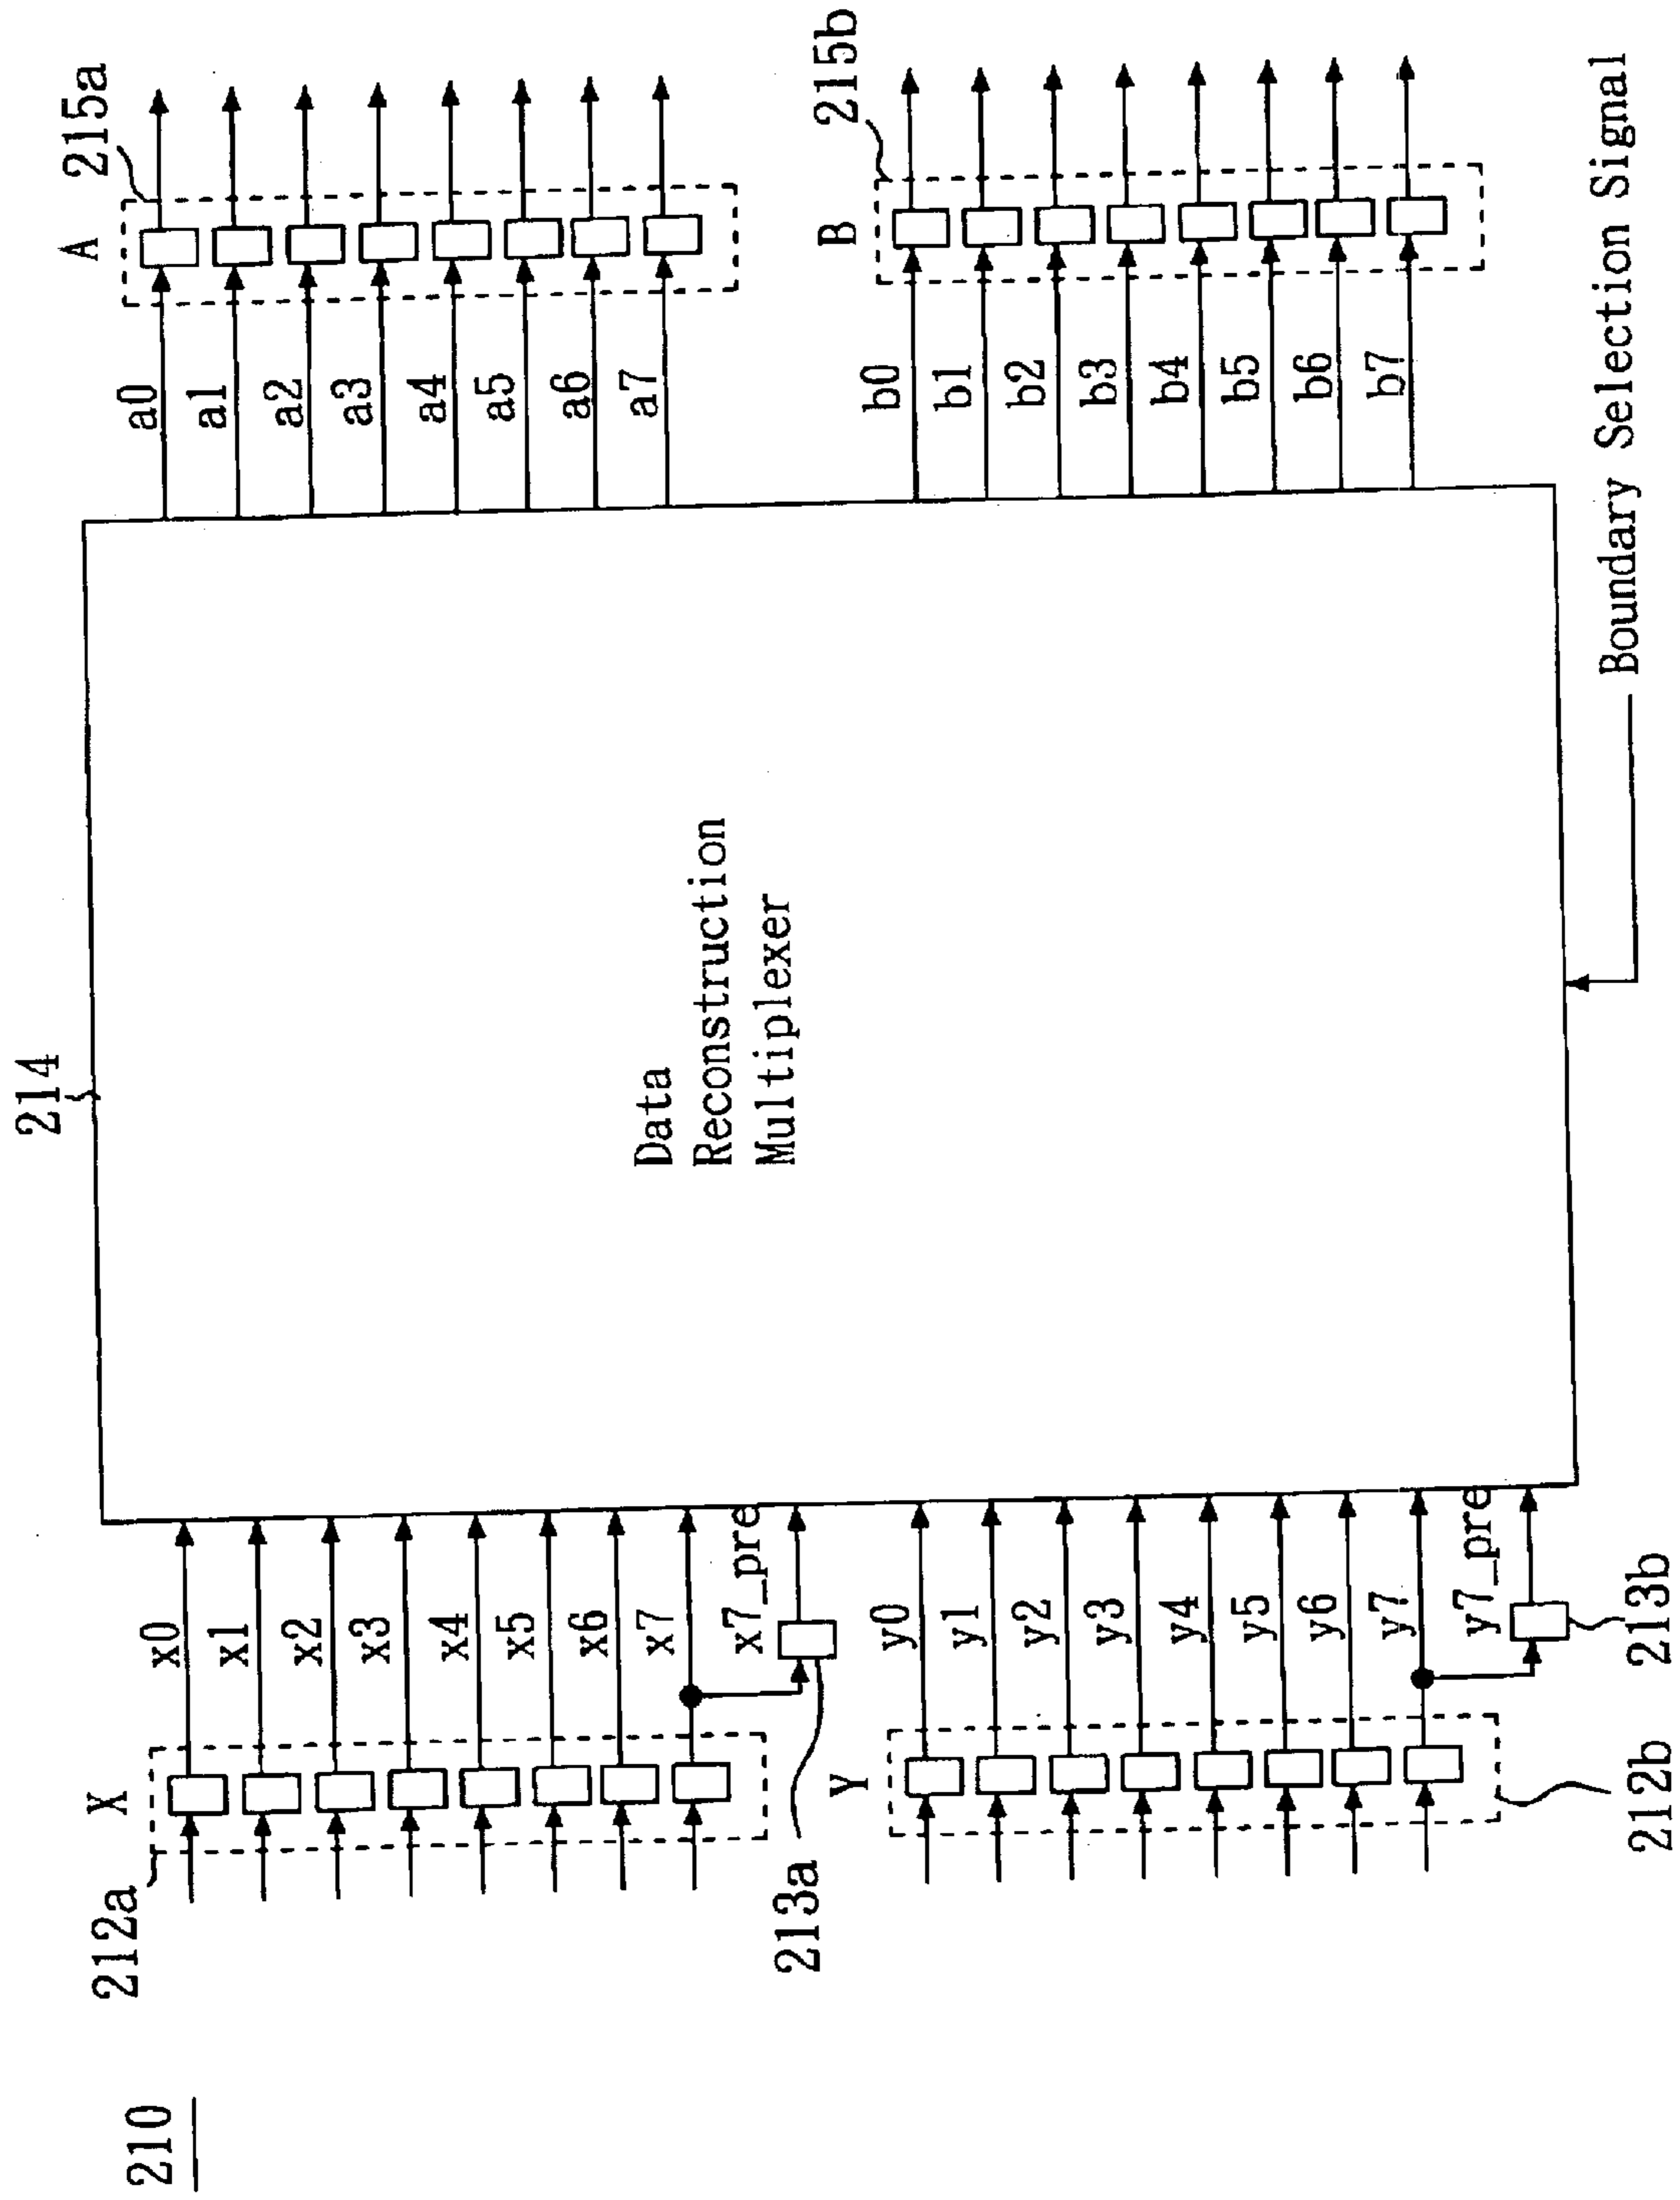 210
212a
X
x0
x1
x2
x3
x4
x5
x6
x7
x7_pre
213a
Y
y0
y1
y2
y3
y4
y5
y6
y7
y7_pre
213b
212b
214
Data
Reconstruction
Multiplexer
Boundary Selection Signal
A
215a
a0
a1
a2
a3
a4
a5
a6
a7
B
215b
b0
b1
b2
b3
b4
b5
b6
b7